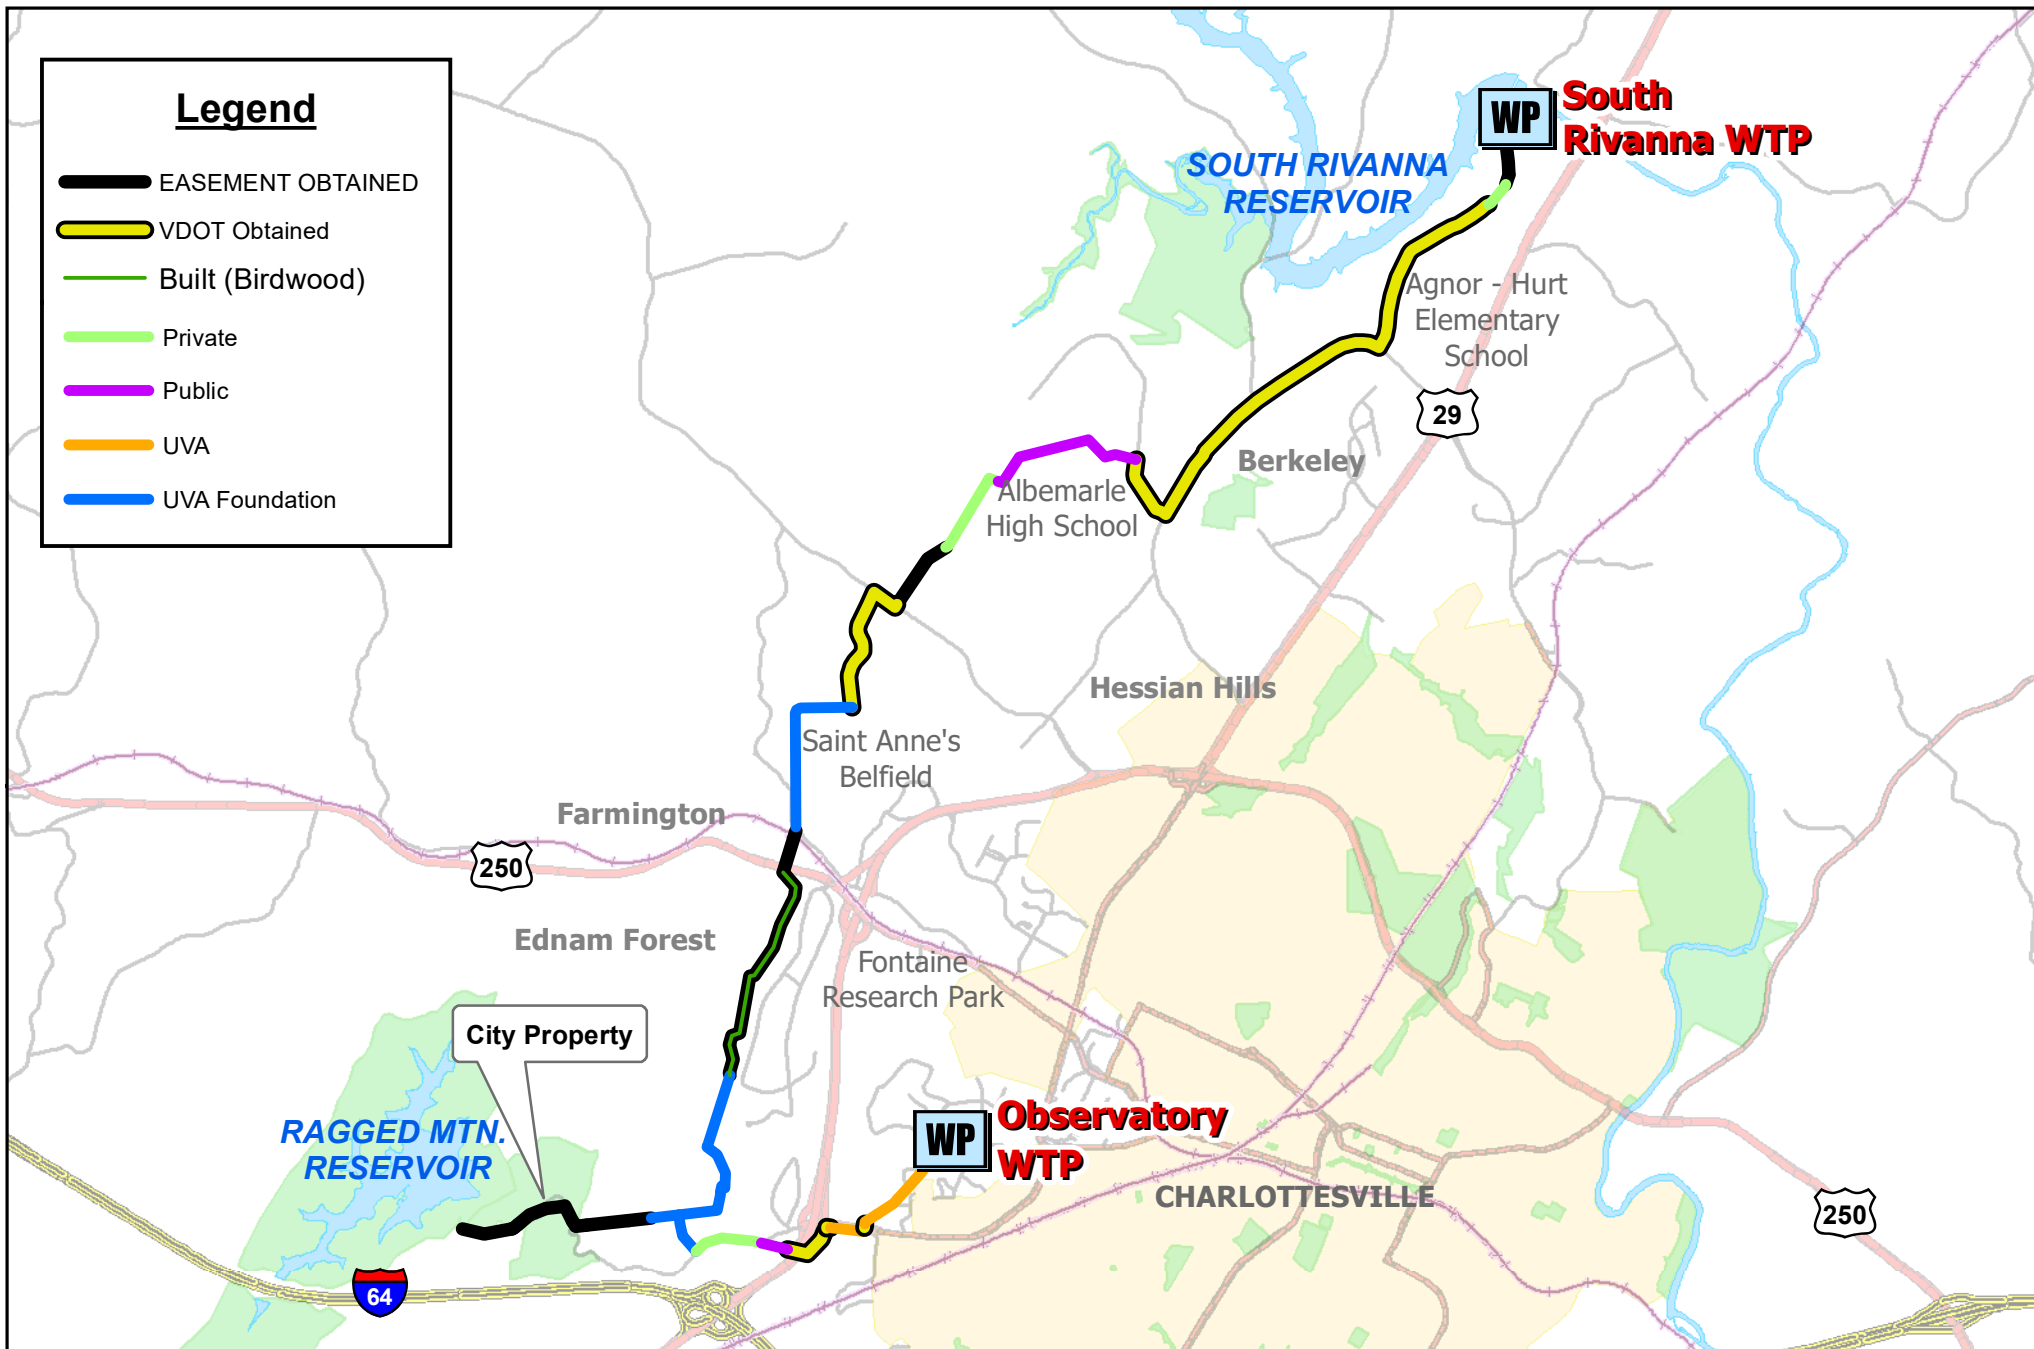 Legend
EASEMENT OBTAINED
VDOT Obtained
Built (Birdwood)
Private
Public
UVA
UVA Foundation
WP
South
Rivanna WTP
SOUTH RIVANNA
RESERVOIR
Agnor - Hurt
Elementary
School
29
Berkeley
Albemarle
High School
Hessian Hills
Saint Anne's
Belfield
Farmington
250
Ednam Forest
Fontaine
Research Park
City Property
RAGGED MTN.
RESERVOIR
WP
Observatory
WTP
CHARLOTTESVILLE
250
64